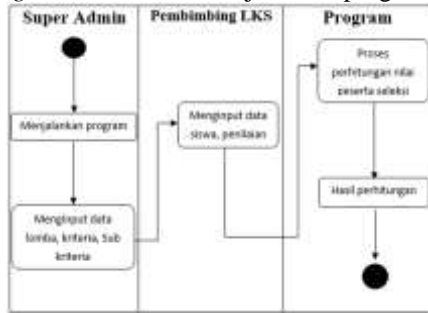 Super Admin
Pembimbing LKS
Program
Menjalankan program
Menginput data
lomba, kriteria, Sub
kriteria
Menginput data
siswa, penilaian
Proses
perhitungan nilai
peserta seleksi
Hasil perhitungan